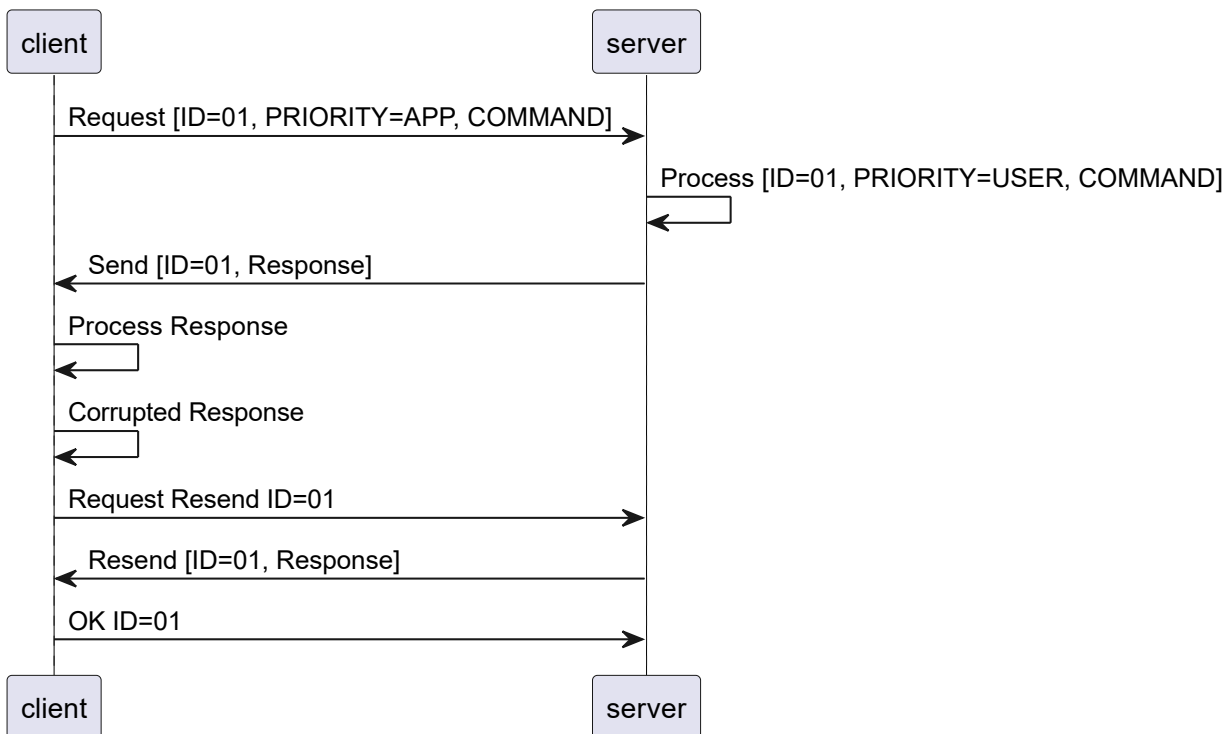 client
server
Request [ID=01, PRIORITY=APP, COMMAND]
Process [ID=01, PRIORITY=USER, COMMAND]
Send [ID=01, Response]
Process Response
Corrupted Response
Request Resend ID=01
Resend [ID=01, Response]
OK ID=01
client
server